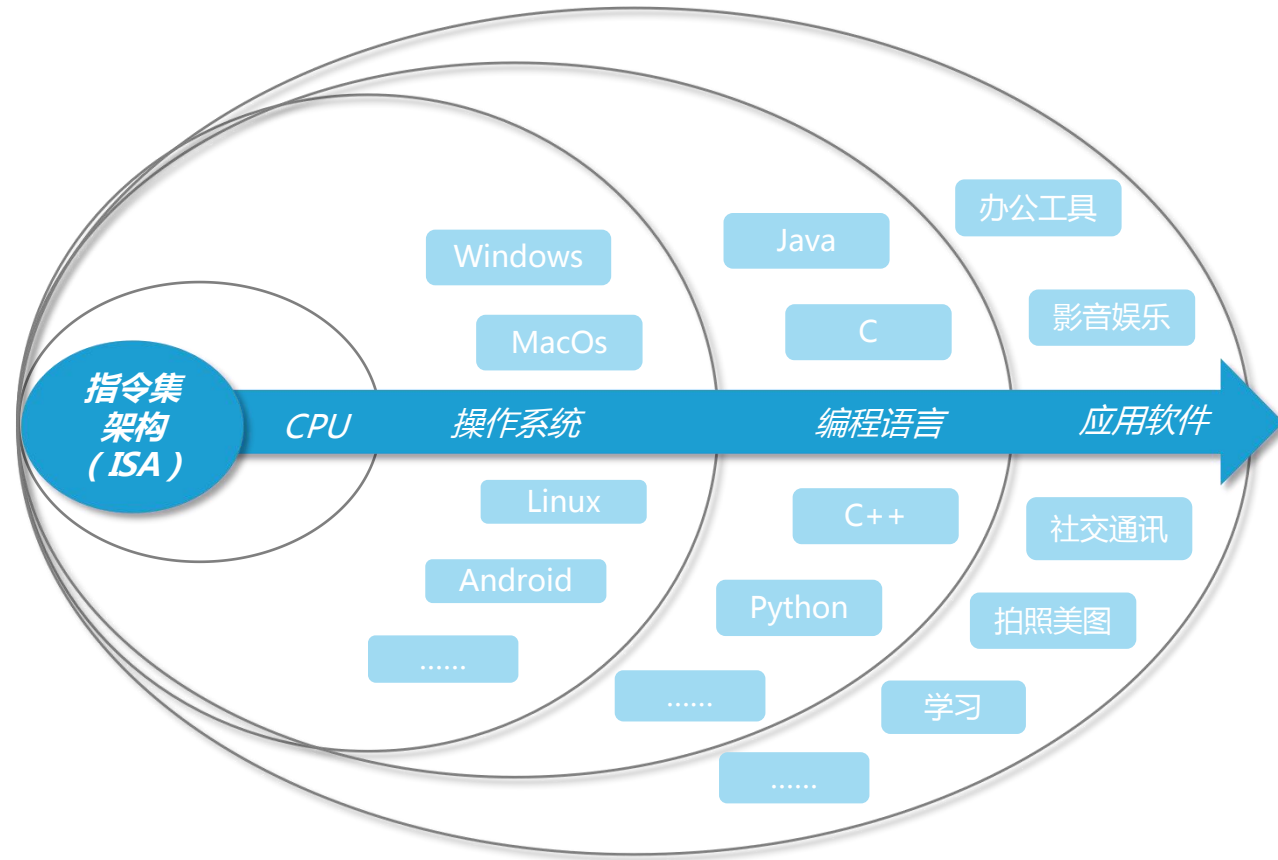 办公工具
Java
Windows
影音娱乐
C
MacOs
指令集
架构
（ISA）
CPU
操作系统
编程语言
应用软件
Linux
C++
社交通讯
Android
Python
拍照美图
......
......
学习
......